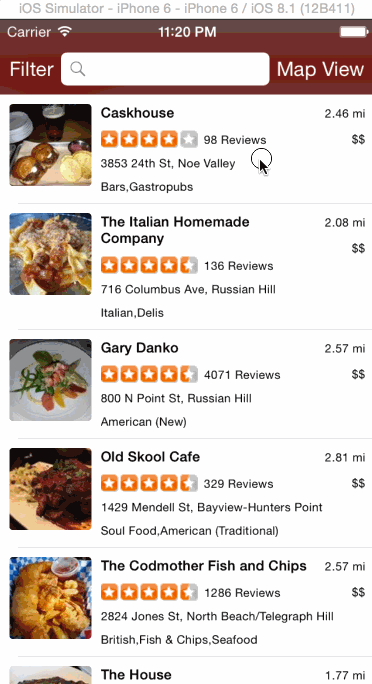 iOS Simulator - iPhone 6 - iPhone 6 / iOS 8.1 (12B411)
Carrier 11:20 PM
Filter Map View
Caskhouse 2.46 mi
98 Reviews $$
3853 24th St, Noe Valley
Bars,Gastropubs
The Italian Homemade 2.08 mi
Company $$
136 Reviews
716 Columbus Ave, Russian Hill
Italian,Delis
Gary Danko 2.57 mi
4071 Reviews $$
800 N Point St, Russian Hill
American (New)
Old Skool Cafe 2.81 mi
329 Reviews $$
1429 Mendell St, Bayview-Hunters Point
Soul Food,American (Traditional)
The Codmother Fish and Chips 2.57 mi
1286 Reviews $$
2824 Jones St, North Beach/Telegraph Hill
British,Fish & Chips,Seafood
The House 1.77 mi